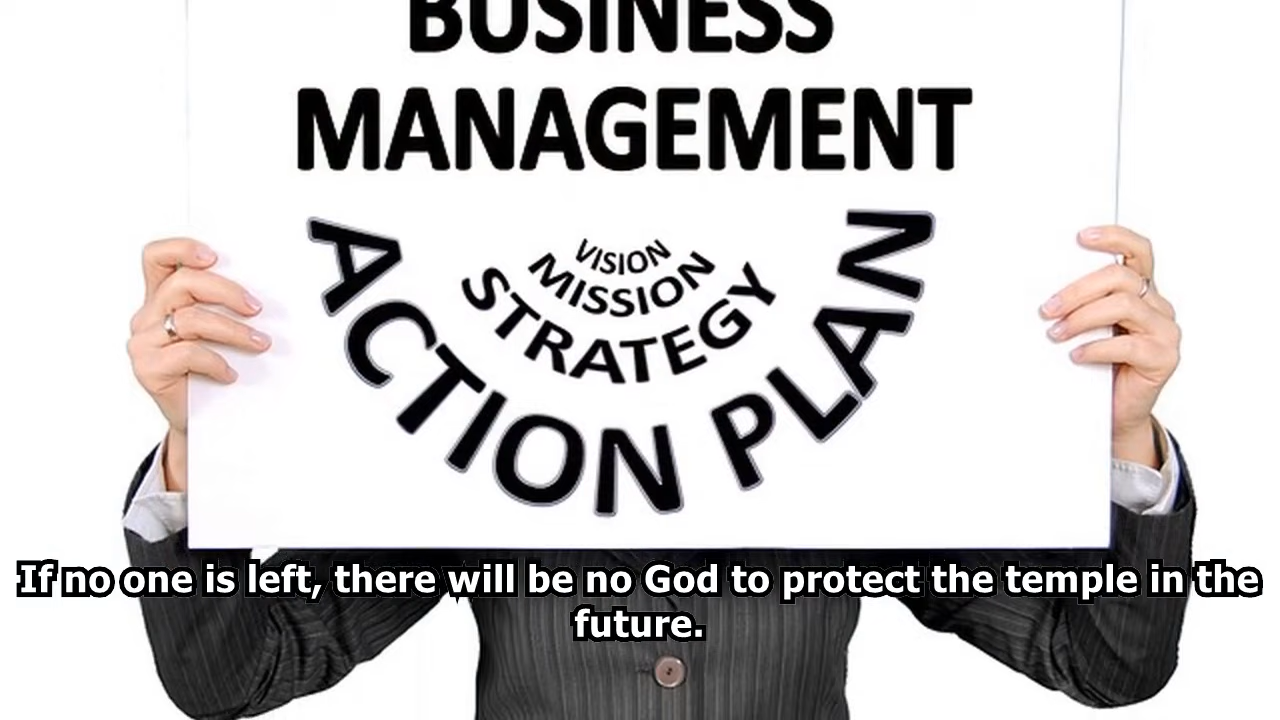 BUSINESS
MANAGEMENT
VISION
MISSION
STRATEGY
ACTION PLAN
If no one is left, there will be no God to protect the temple in the
future.